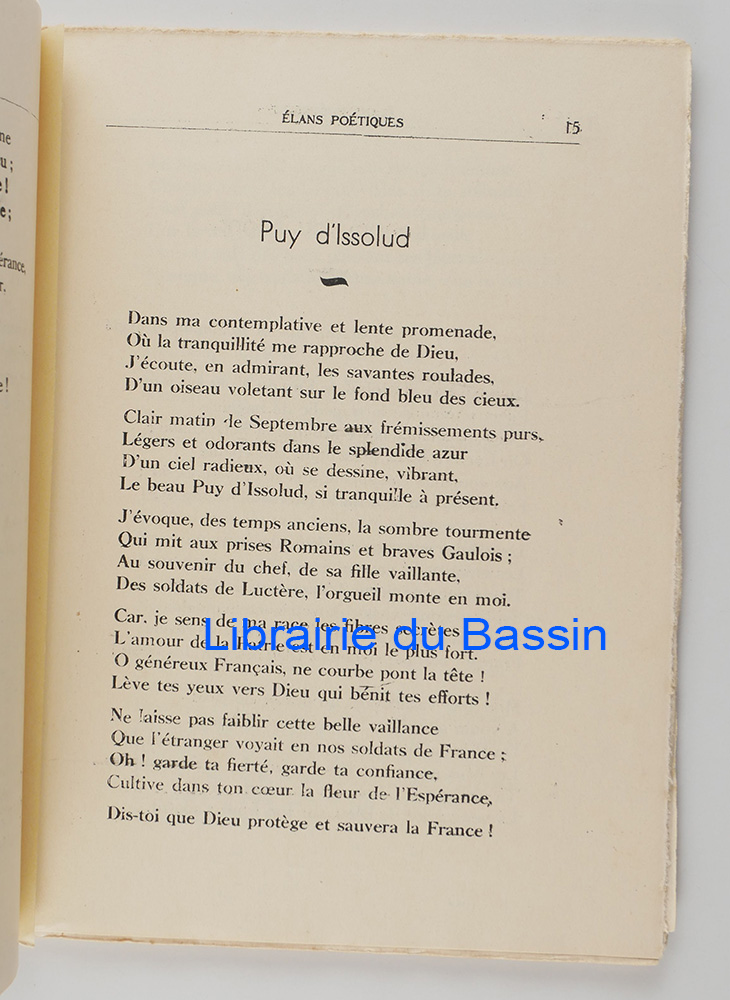 ne
u ;
e !
e ;
érance,
r.
e !
ÉLANS POÉTIQUES 15
Puy d'Issolud
Dans ma contemplative et lente promenade,
Où la tranquillité me rapproche de Dieu,
J'écoute, en admirant, les savantes roulades,
D'un oiseau voletant sur le fond bleu des cieux.
Clair matin de Septembre aux frémissements purs,
Légers et odorants dans le splendide azur
D'un ciel radieux, où se dessine, vibrant,
Le beau Puy d'Issolud, si tranquille à présent.
J'évoque, des temps anciens, la sombre tourmente
Qui mit aux prises Romains et braves Gaulois ;
Au souvenir du chef, de sa fille vaillante,
Des soldats de Luctère, l'orgueil monte en moi.
Car. je sens de ma race les fibres secrètes
L'amour de la Patrie est en moi le plus fort.
O généreux Français, ne courbe pont la tête !
Lève tes yeux vers Dieu qui bénit tes efforts !
Ne laisse pas faiblir cette belle vaillance
Que l'étranger voyait en nos soldats de France ;
Oh ! garde ta fierté, garde ta confiance,
Cultive dans ton cœur la fleur de l'Espérance,
Dis-toi que Dieu protège et sauvera la France !
Librairie du Bassin